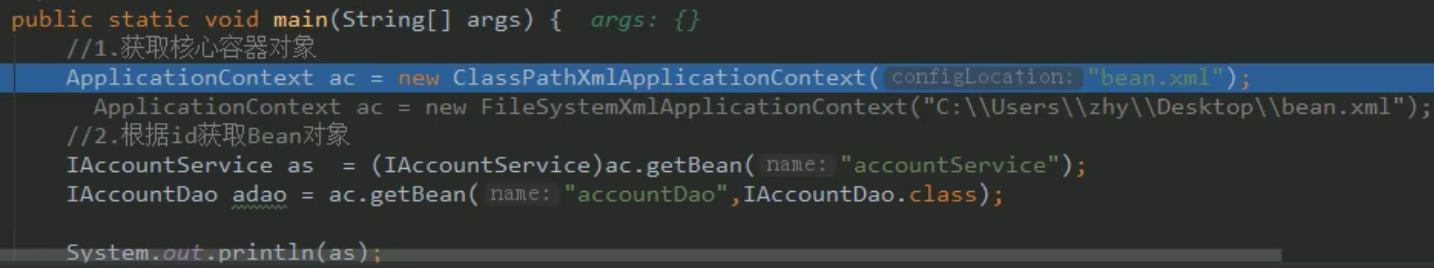 public static void main(String[] args) { args: {}
//1.获取核心容器对象
ApplicationContext ac = new ClassPathXmlApplicationContext( configLocation: "bean.xml");
ApplicationContext ac = new FileSystemXmlApplicationContext("C:\\Users\\zhy\\Desktop\\bean.xml");
//2.根据id获取Bean对象
IAccountService as  = (IAccountService)ac.getBean( name: "accountService");
IAccountDao adao = ac.getBean( name: "accountDao",IAccountDao.class);
System.out.println(as);